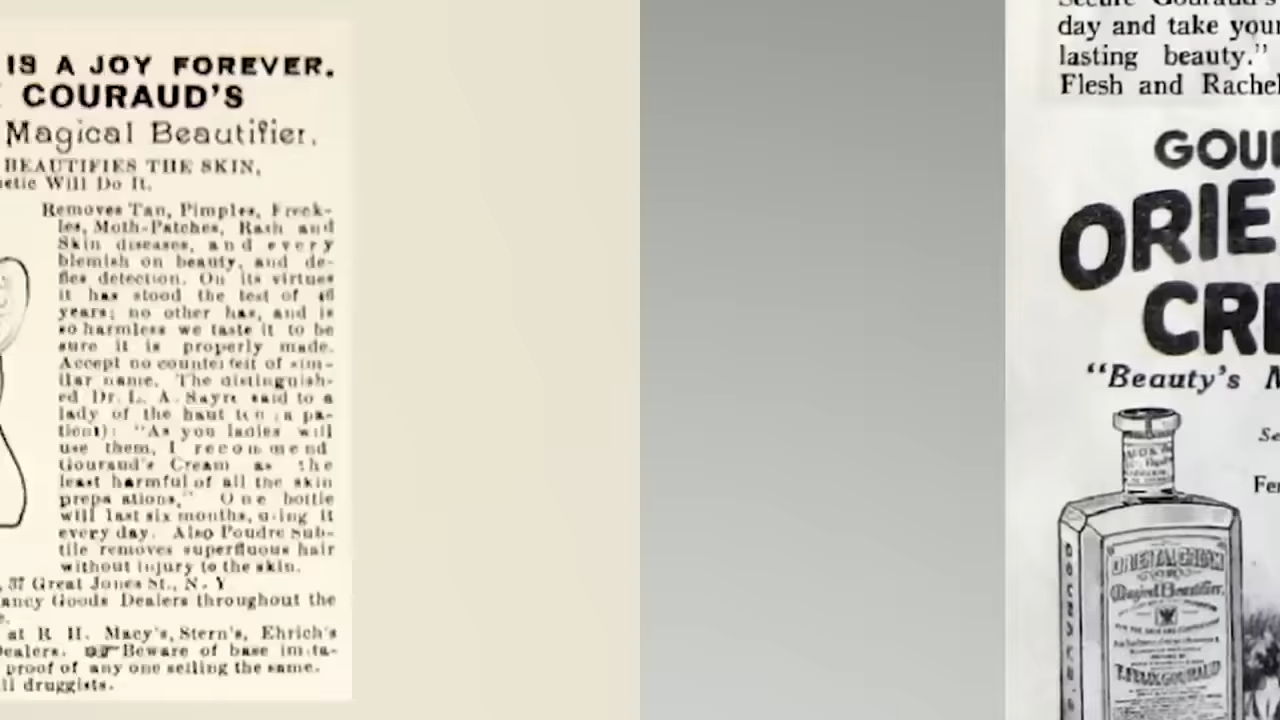 IS A JOY FOREVER.
COURAUD'S
Magical Beautifier.
BEAUTIFIES THE SKIN,
Will Do It.
Removes Tan, Pimples, Freck-
les, Moth-Patches, Rash and
Skin diseases, and every
blemish on beauty, and de-
fies detection. On its virtues
it has stood the test of
years; no other has, and is
so harmless we taste it to be
sure it is properly made.
Accept no counterfeit of sim-
ilar name. The distinguish-
ed Dr. L. A. Sayre said to a
lady of the haut ton (a pa-
tient): "As you ladies will
use them, I recommend
Gouraud's Cream as the
least harmful of all the skin
preparations." One bottle
will last six months, using it
every day. Also Poudre Sub-
tile removes superfluous hair
without injury to the skin.
, 37 Great Jones St., N. Y
ancy Goods Dealers throughout the
at R H. Macy's, Stern's, Ehrich's
Dealers. Beware of base imita-
proof of any one selling the same.
druggists.
day and take your
lasting beauty."
Flesh and Rachel
GOU
ORIE
CRE
"Beauty's M
ORIENTAL CREAM
Magical Beautifier.
T. FELIX GOURAUD